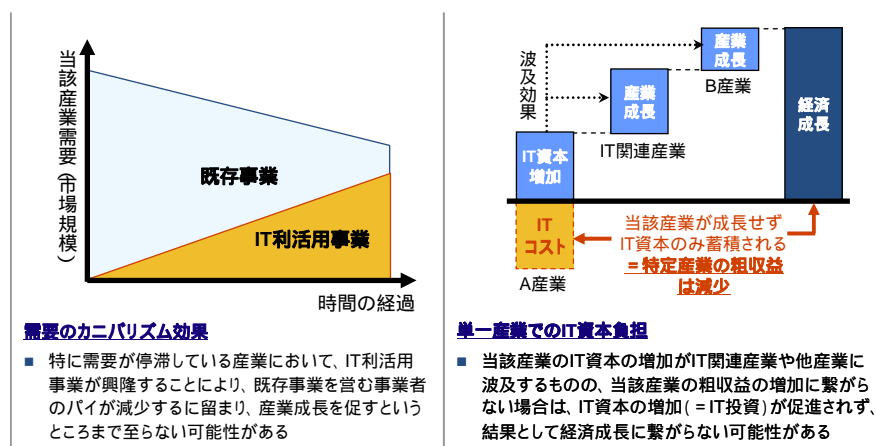 当該産業需要(市場規模)
既存事業
IT利活用事業
時間の経過
需要のカニバリズム効果
■ 特に需要が停滞している産業において、IT利活用
事業が興隆することにより、既存事業を営む事業者
のパイが減少するに留まり、産業成長を促すという
ところまで至らない可能性がある
波及効果
産業
成長
B産業
産業
成長
IT関連産業
IT資本
増加
経済
成長
IT
コスト
A産業
当該産業が成長せず
IT資本のみ蓄積される
=特定産業の粗収益
は減少
単一産業でのIT資本負担
■ 当該産業のIT資本の増加がIT関連産業や他産業に
波及するものの、当該産業の粗収益の増加に繋がら
ない場合は、IT資本の増加(=IT投資)が促進されず、
結果として経済成長に繋がらない可能性がある